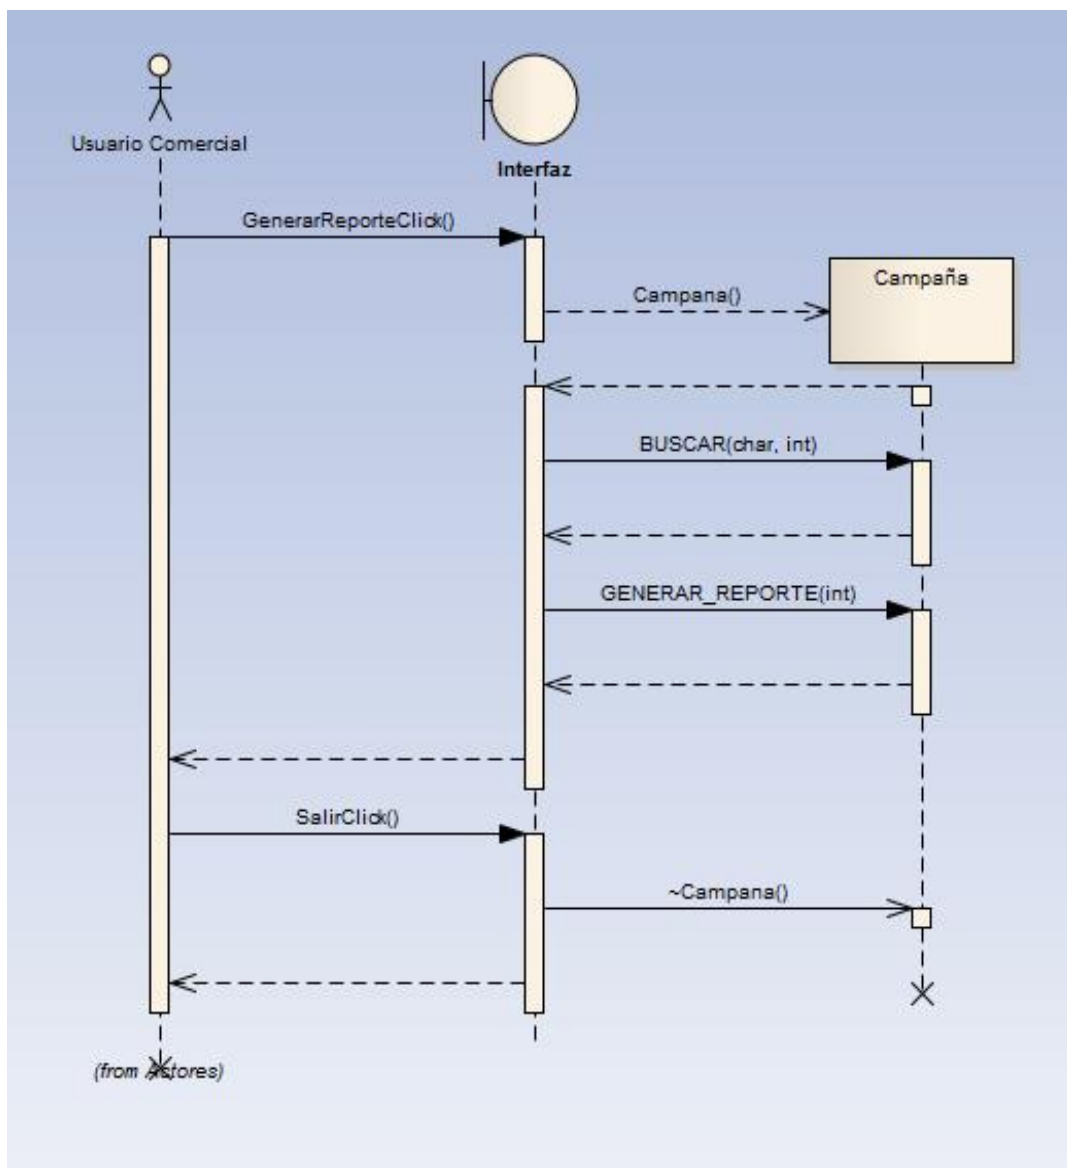 Usuario Comercial
Interfaz
GenerarReporteClick()
Campaña
Campana()
BUSCAR(char, int)
GENERAR_REPORTE(int)
SalirClick()
~Campana()
(from Actores)